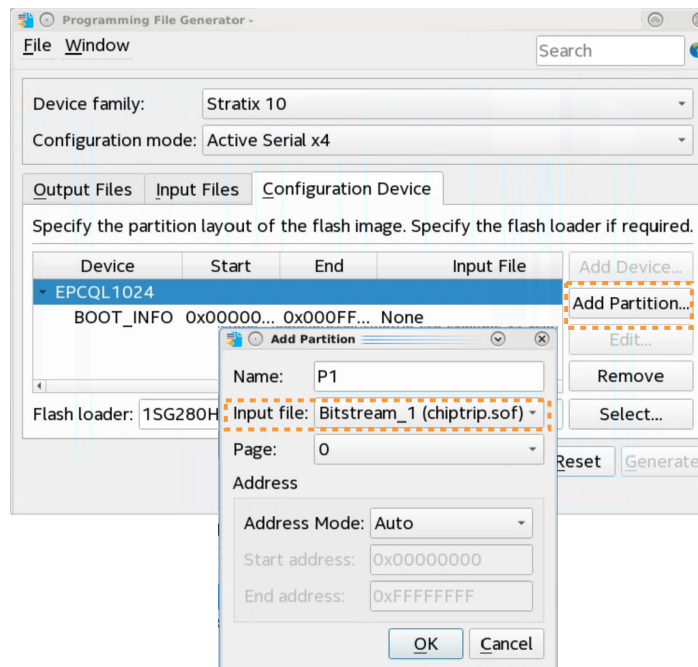 Programming File Generator -
File Window
Search
Device family: Stratix 10
Configuration mode: Active Serial x4
Output Files Input Files Configuration Device
Specify the partition layout of the flash image. Specify the flash loader if required.
Device Start End Input File Add Device...
EPCQL1024
Add Partition...
BOOT_INFO 0x00000... 0x000FF... None
Edit...
Add Partition
Name: P1
Remove
Input file: Bitstream_1 (chiptrip.sof)
Flash loader: 1SG280H
Select...
Page: 0
Reset Generate
Address
Address Mode: Auto
Start address: 0x00000000
End address: 0xFFFFFFFF
OK Cancel